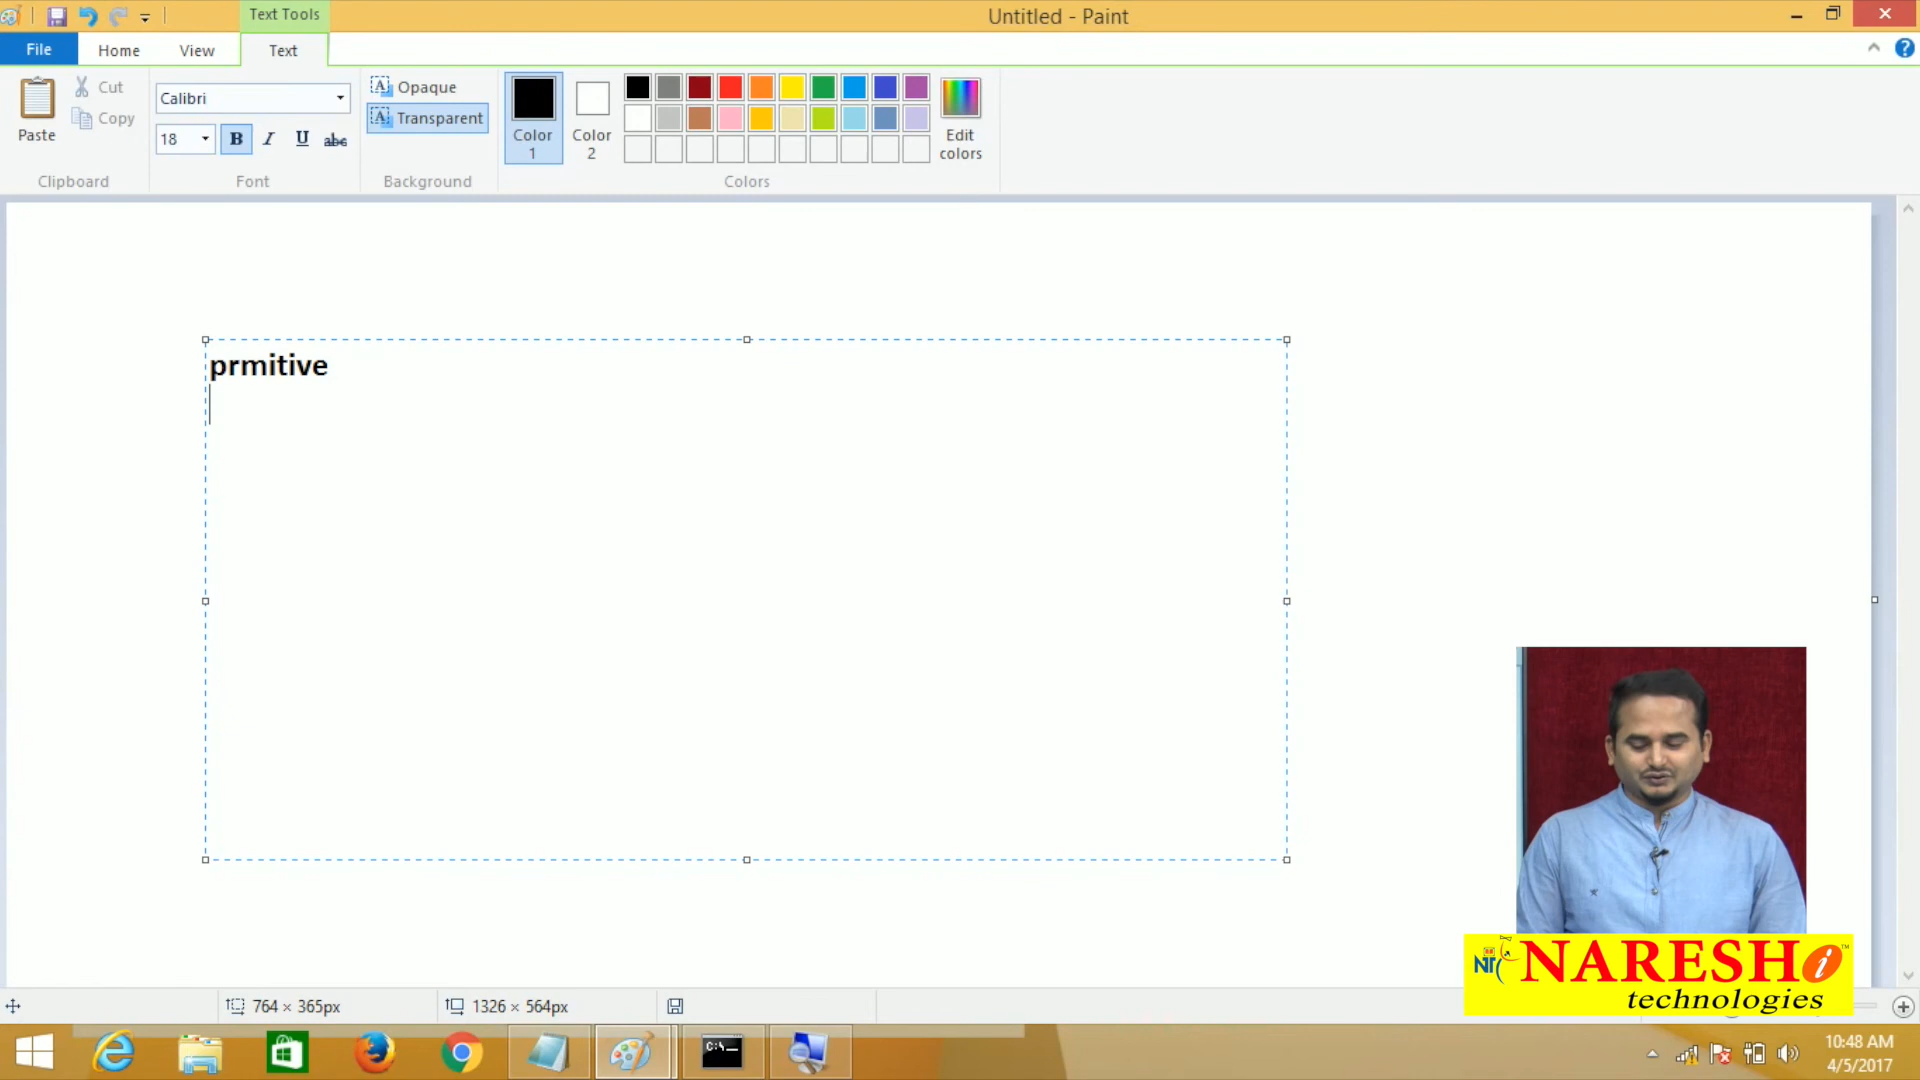 Text Tools
Untitled - Paint
File
Home
View
Text
Paste
Cut
Copy
Clipboard
Calibri
18
B
I
U
abc
Font
A Opaque
A Transparent
Background
Color 1
Color 2
Edit colors
Colors
prmitive
NT
NARESH i
TM
technologies
764 × 365px
1326 × 564px
C:\_
10:48 AM
4/5/2017